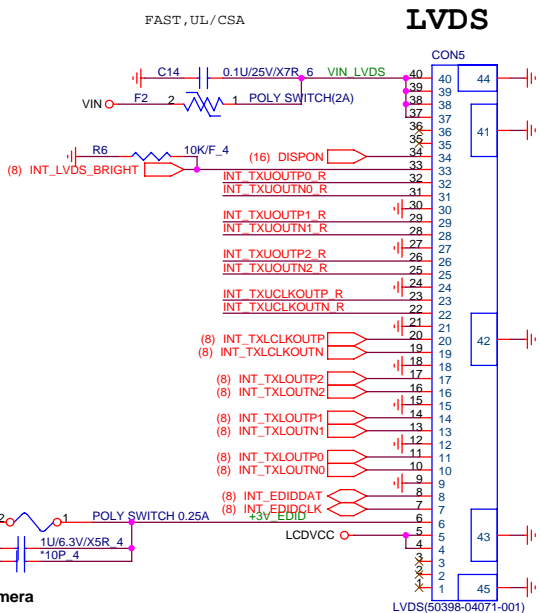 FAST,UL/CSA
LVDS
CON5
C14 0.1U/25V/X7R_6 VIN_LVDS 40 40 44
39 39
VIN F2 2 1 POLY SWITCH(2A) 38 38
37 37
36 36 41
35 35
R6 10K/F_4 (16) DISPON 34 34
(8) INT_LVDS_BRIGHT 33 33
INT_TXUOUTP0_R 32 32
INT_TXUOUTN0_R 31 31
30 30
INT_TXUOUTP1_R 29 29
INT_TXUOUTN1_R 28 28
27 27
INT_TXUOUTP2_R 26 26
INT_TXUOUTN2_R 25 25
24 24
INT_TXUCLKOUTP_R 23 23
INT_TXUCLKOUTN_R 22 22
21 21
(8) INT_TXLCLKOUTP 20 20 42
(8) INT_TXLCLKOUTN 19 19
18 18
(8) INT_TXLOUTP2 17 17
(8) INT_TXLOUTN2 16 16
15 15
(8) INT_TXLOUTP1 14 14
(8) INT_TXLOUTN1 13 13
12 12
(8) INT_TXLOUTP0 11 11
(8) INT_TXLOUTN0 10 10
9 9
(8) INT_EDIDDAT 8 8
(8) INT_EDIDCLK 7 7
2 1 POLY SWITCH 0.25A +3V_EDID 6 6
LCDVCC 5 5 43
1U/6.3V/X5R_4 4 4
*10P_4 3 3
2 2
1 1 45
mera
LVDS(50398-04071-001)